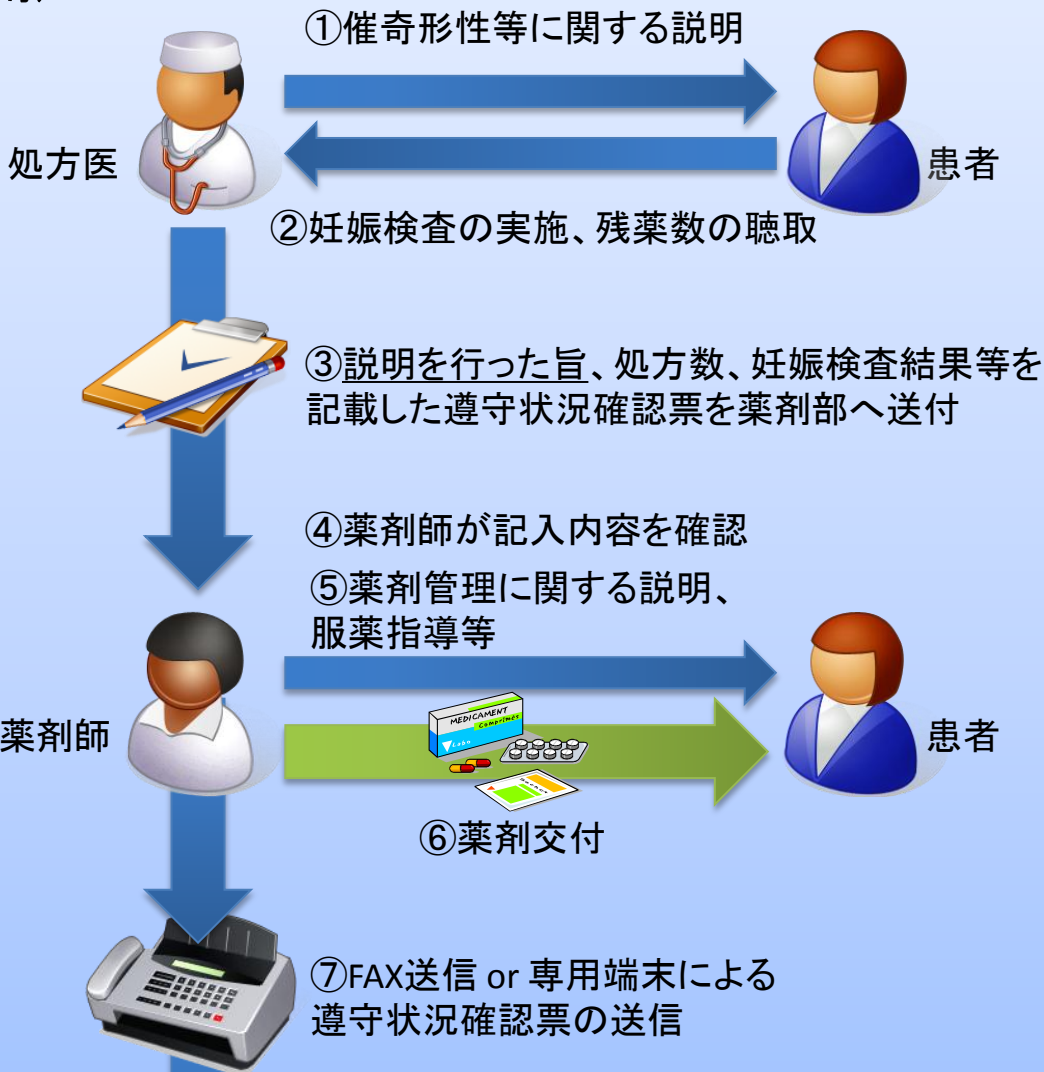 ①催奇形性等に関する説明
処方医
患者
②妊娠検査の実施、残薬数の聴取
③説明を行った旨、処方数、妊娠検査結果等を
記載した遵守状況確認票を薬剤部へ送付
④薬剤師が記入内容を確認
⑤薬剤管理に関する説明、
服薬指導等
薬剤師
MEDICAMENT
Comprimés
Labo
患者
⑥薬剤交付
⑦FAX送信 or 専用端末による
遵守状況確認票の送信